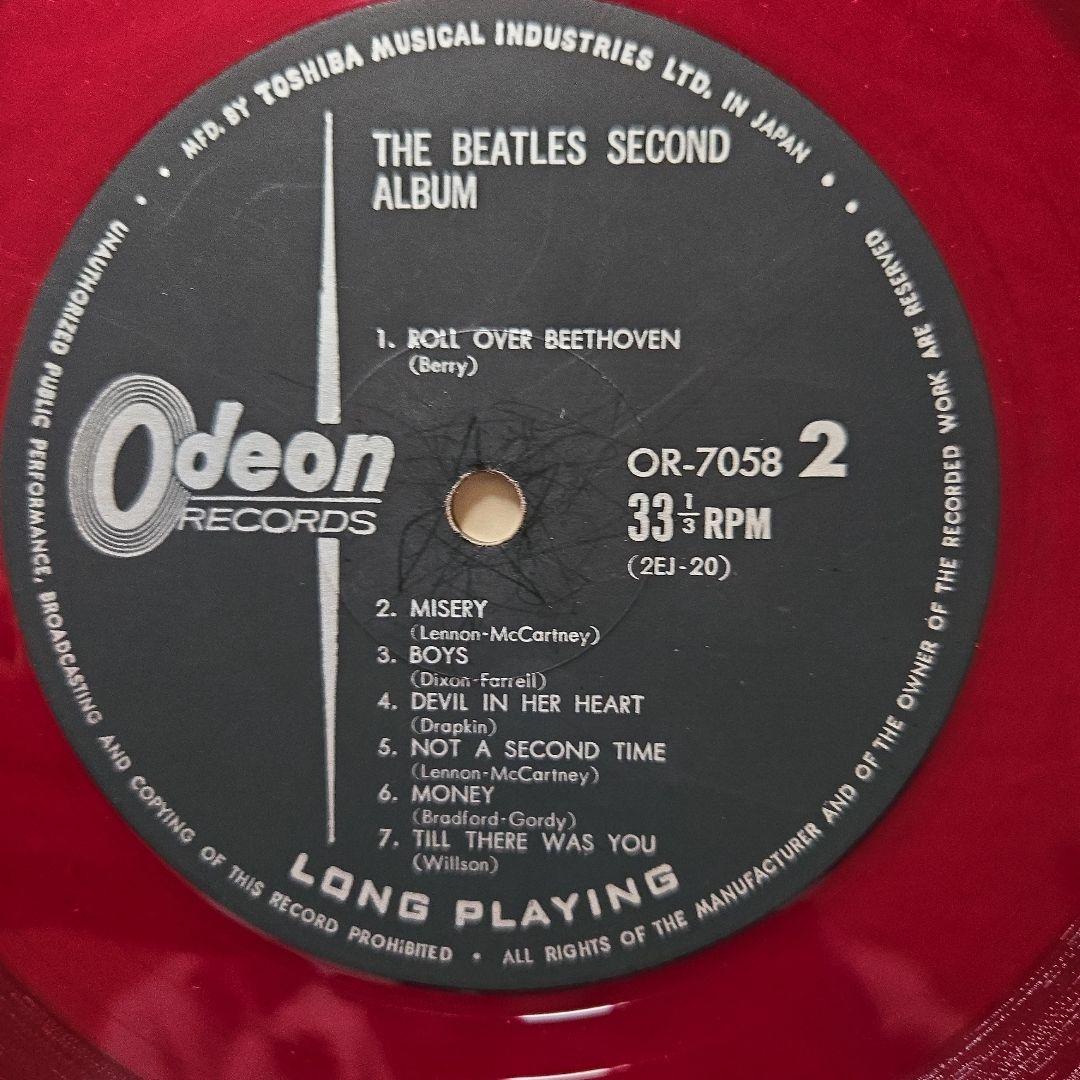 MFD. BY TOSHIBA MUSICAL INDUSTRIES LTD. IN JAPAN
THE BEATLES SECOND
ALBUM
1. ROLL OVER BEETHOVEN
(Berry)
Odeon
RECORDS
OR-7058 2
33 1/3 RPM
(2EJ-20)
2. MISERY
(Lennon-McCartney)
3. BOYS
(Dixon-Farrell)
4. DEVIL IN HER HEART
(Drapkin)
5. NOT A SECOND TIME
(Lennon-McCartney)
6. MONEY
(Bradford-Gordy)
7. TILL THERE WAS YOU
(Willson)
LONG PLAYING
UNAUTHORIZED PUBLIC PERFORMANCE, BROADCASTING AND COPYING OF THIS RECORD PROHIBITED • ALL RIGHTS OF THE MANUFACTURER AND OF THE OWNER OF THE RECORDED WORK ARE RESERVED